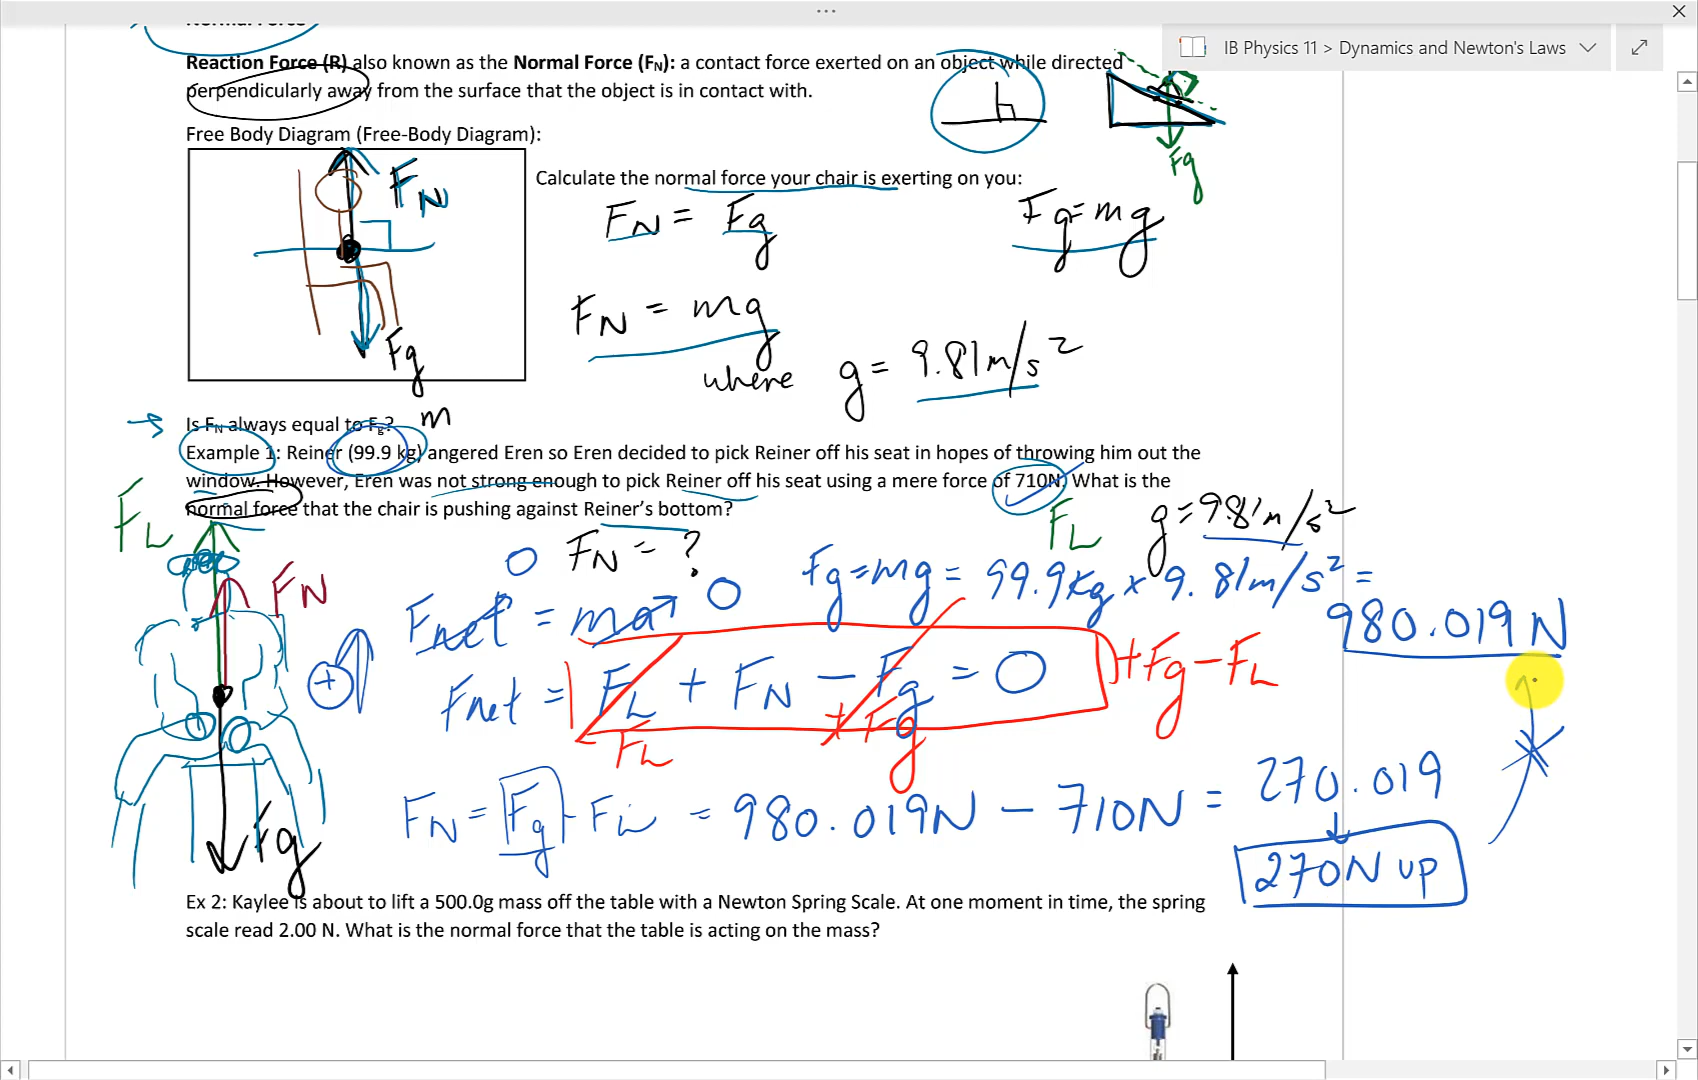 IB Physics 11 > Dynamics and Newton's Laws
Normal Force
Reaction Force (R) also known as the Normal Force (FN): a contact force exerted on an object while directed
perpendicularly away from the surface that the object is in contact with.
Fg
Free Body Diagram (Free-Body Diagram):
FN
Fg
Calculate the normal force your chair is exerting on you:
FN = Fg
Fg = mg
FN = mg
where g = 9.81m/s²
Is FN always equal to Fg?
m
Example 1: Reiner (99.9 kg) angered Eren so Eren decided to pick Reiner off his seat in hopes of throwing him out the
window. However, Eren was not strong enough to pick Reiner off his seat using a mere force of 710N. What is the
normal force that the chair is pushing against Reiner's bottom?
FL
FL
g = 9.81m/s²
FN = ?
FN
0
Fnet = ma 0
Fg = mg = 99.9kg x 9.81m/s² =
980.019 N
+
Fnet = FL + FN - Fg = 0
+Fg - FL
- FL
+ Fg
FN = Fg - FL = 980.019N - 710N = 270.019
270N up
Fg
Ex 2: Kaylee is about to lift a 500.0g mass off the table with a Newton Spring Scale. At one moment in time, the spring
scale read 2.00 N. What is the normal force that the table is acting on the mass?